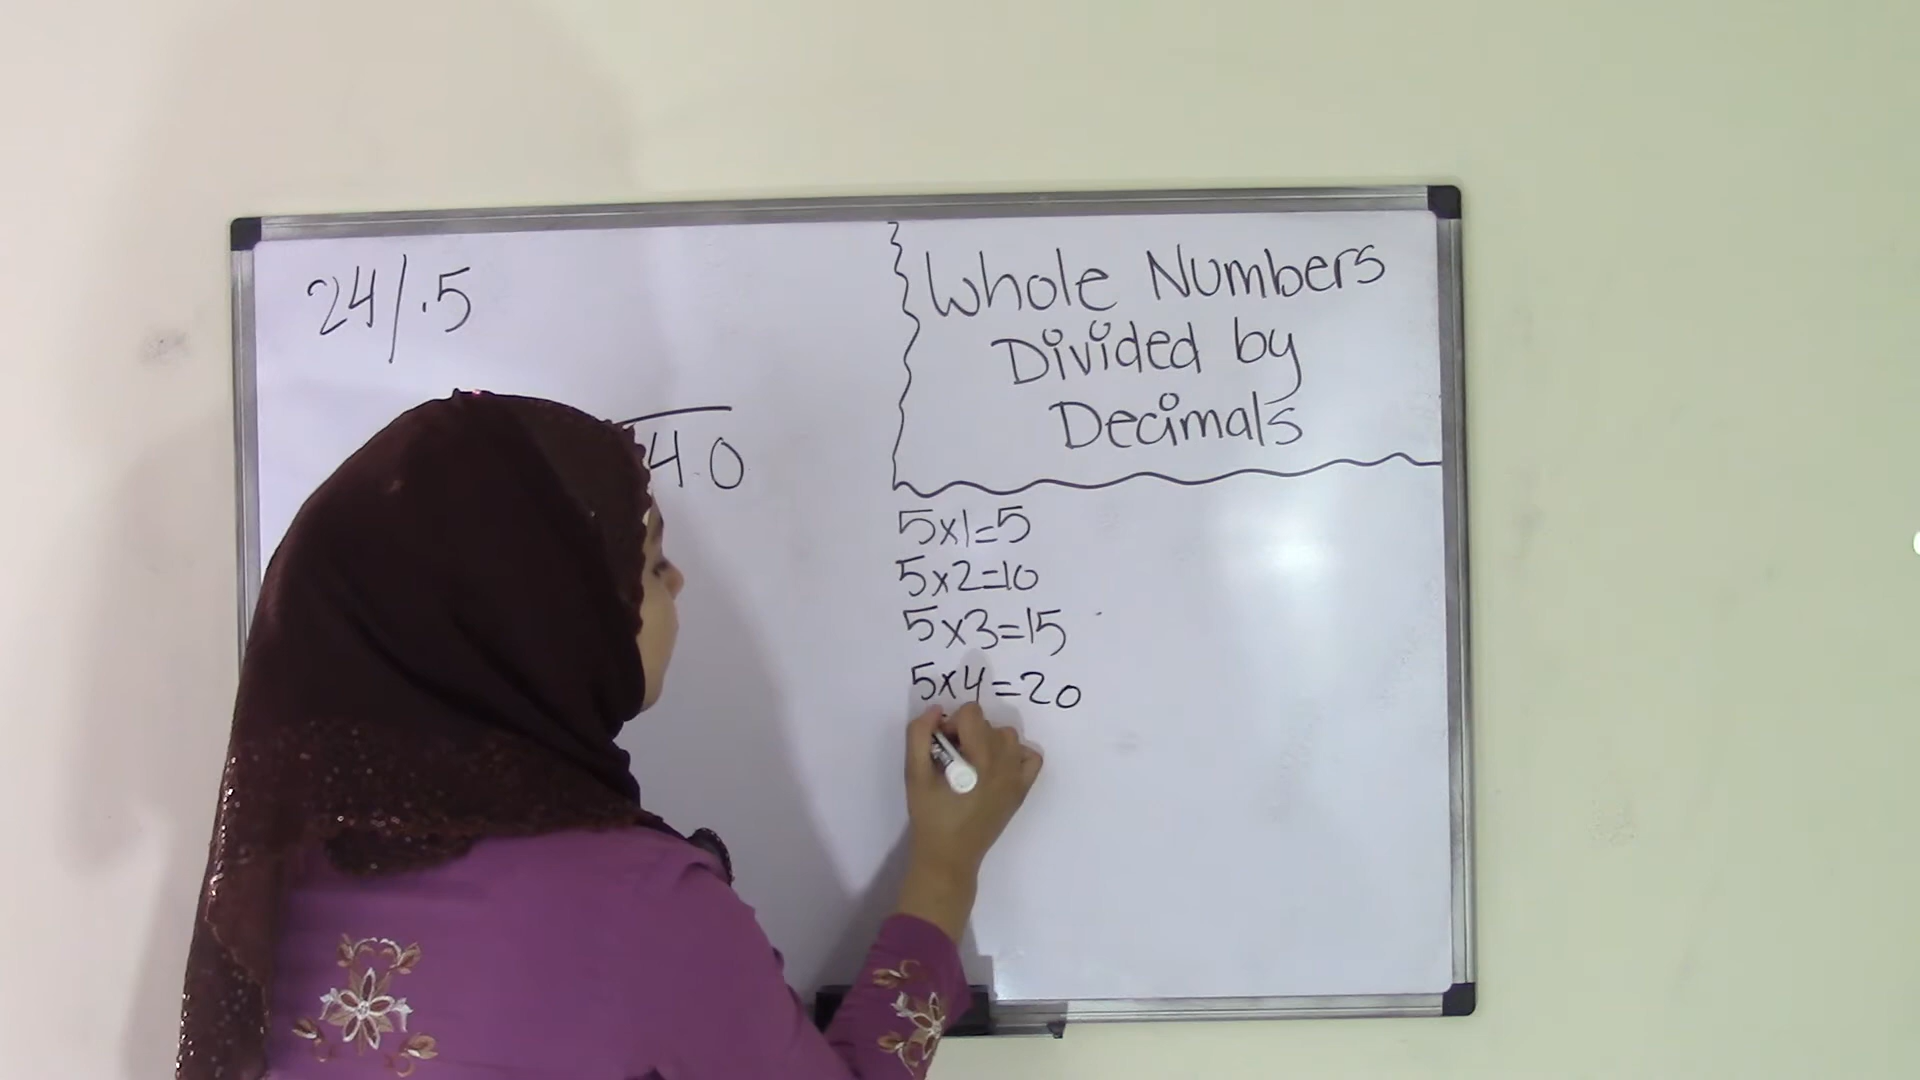 24/.5
4.0
Whole Numbers
Divided by
Decimals
5x1=5
5x2=10
5x3=15
5x4=20